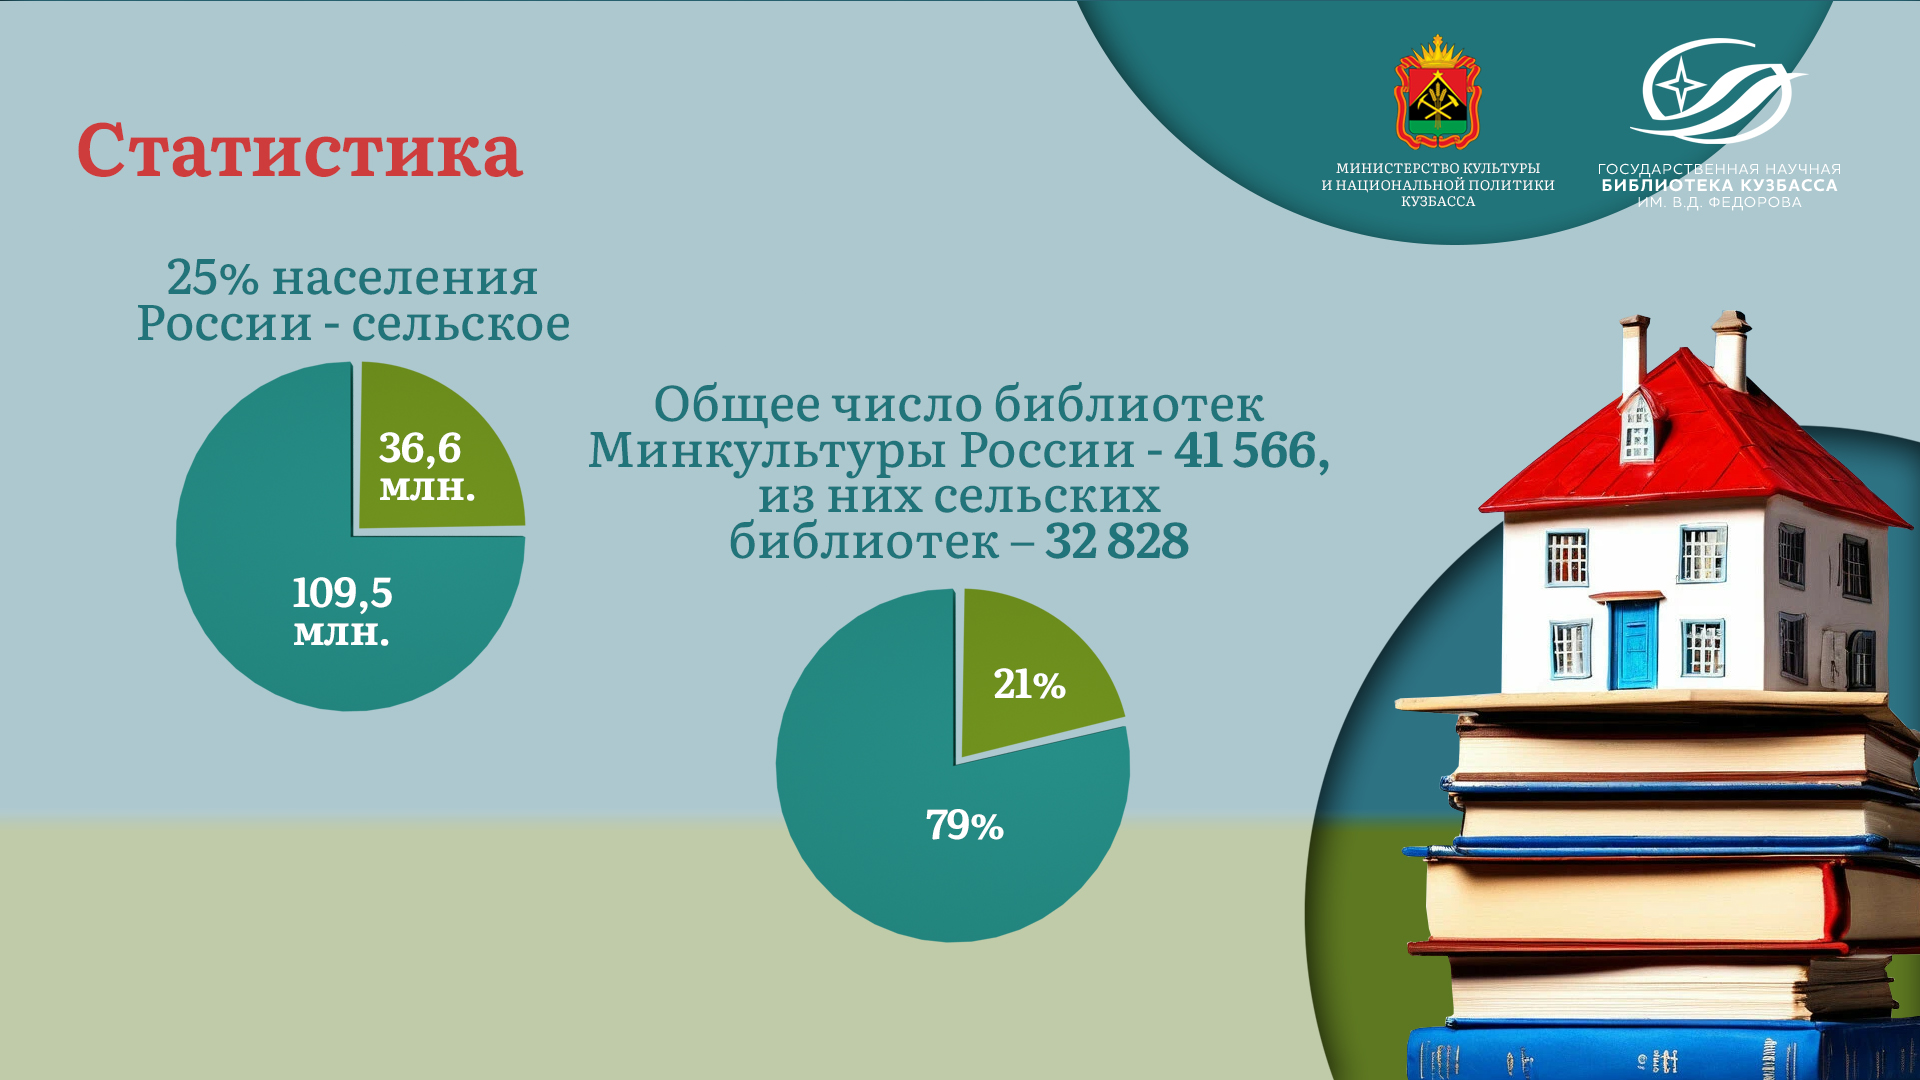 Статистика
МИНИСТЕРСТВО КУЛЬТУРЫ
И НАЦИОНАЛЬНОЙ ПОЛИТИКИ
КУЗБАССА
ГОСУДАРСТВЕННАЯ НАУЧНАЯ
БИБЛИОТЕКА КУЗБАССА
ИМ. В.Д. ФЕДОРОВА
25% населения
России - сельское
36,6
млн.
109,5
млн.
Общее число библиотек
Минкультуры России - 41 566,
из них сельских
библиотек – 32 828
21%
79%